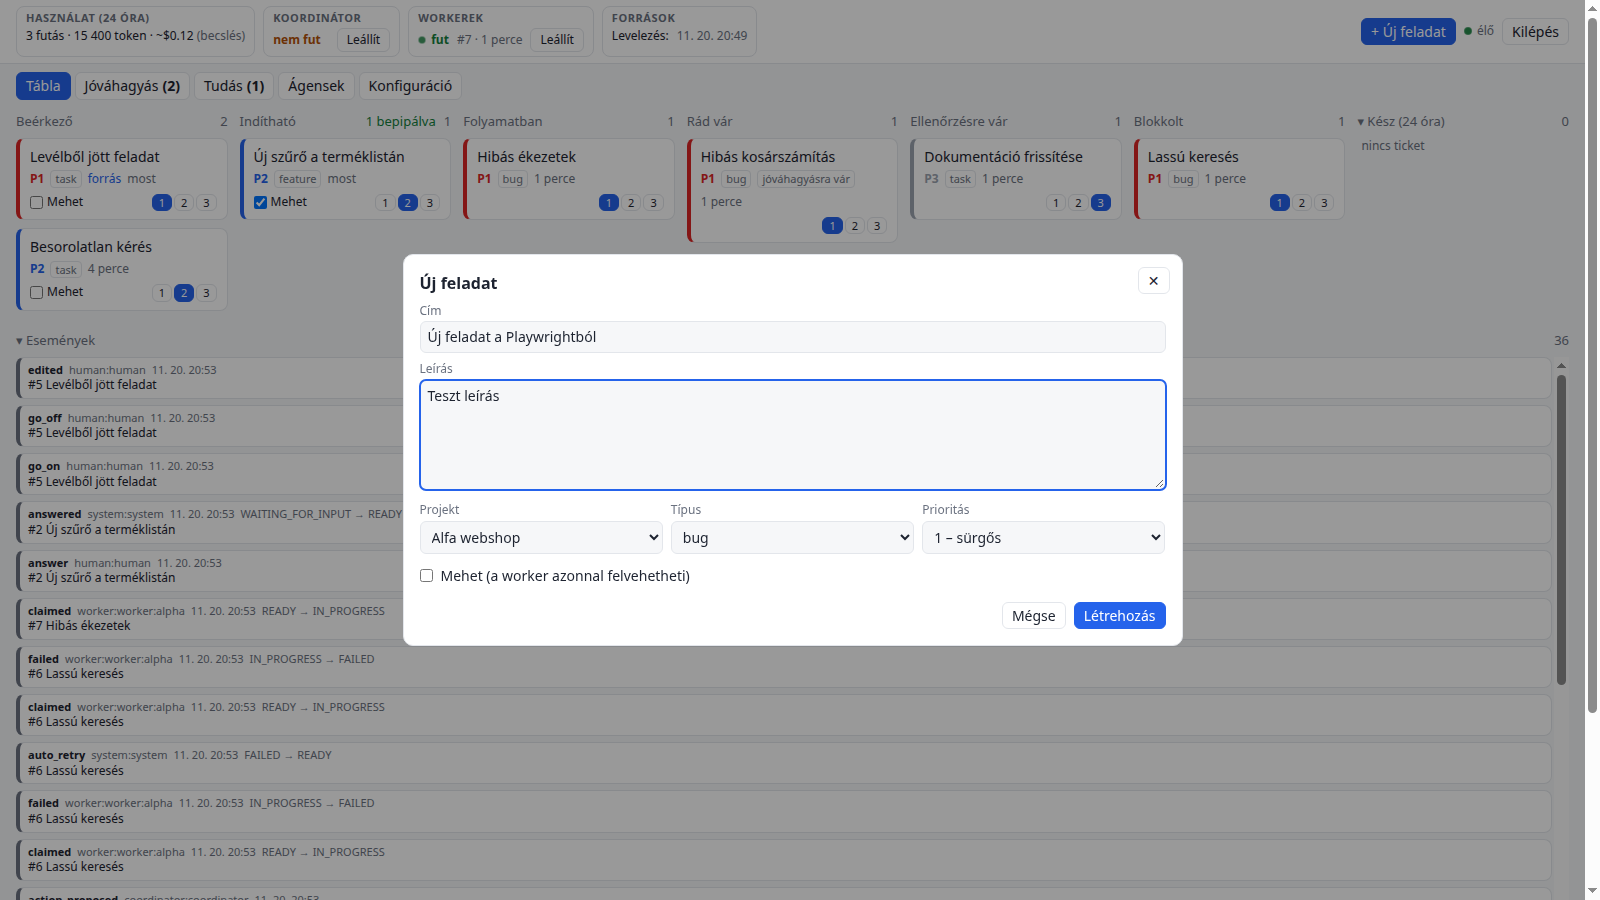 HASZNÁLAT (24 ÓRA)
3 futás · 15 400 token · ~$0.12 (becslés)
KOORDINÁTOR
nem fut Leállít
WORKEREK
fut #7 · 1 perce Leállít
FORRÁSOK
Levelezés: 11. 20. 20:49
+ Új feladat
élő
Kilépés
Tábla
Jóváhagyás (2)
Tudás (1)
Ágensek
Konfiguráció
Beérkező 2
Levélből jött feladat
P1 task forrás most
Mehet 1 2 3
Besorolatlan kérés
P2 task 4 perce
Mehet 1 2 3
Indítható 1 bepipálva 1
Új szűrő a terméklistán
P2 feature most
Mehet 1 2 3
Folyamatban 1
Hibás ékezetek
P1 bug 1 perce
1 2 3
Rád vár 1
Hibás kosárszámítás
P1 bug jóváhagyásra vár
1 perce
1 2 3
Ellenőrzésre vár 1
Dokumentáció frissítése
P3 task 1 perce
1 2 3
Blokkolt 1
Lassú keresés
P1 bug 1 perce
1 2 3
▾ Kész (24 óra) 0
nincs ticket
Új feladat ✕
Cím
Új feladat a Playwrightból
Leírás
Teszt leírás
Projekt Típus Prioritás
Alfa webshop bug 1 – sürgős
Mehet (a worker azonnal felvehetheti)
Mégse Létrehozás
▾ Események 36
edited human:human 11. 20. 20:53
#5 Levélből jött feladat
go_off human:human 11. 20. 20:53
#5 Levélből jött feladat
go_on human:human 11. 20. 20:53
#5 Levélből jött feladat
answered system:system 11. 20. 20:53 WAITING_FOR_INPUT → READY
#2 Új szűrő a terméklistán
answer human:human 11. 20. 20:53
#2 Új szűrő a terméklistán
claimed worker:worker:alpha 11. 20. 20:53 READY → IN_PROGRESS
#7 Hibás ékezetek
failed worker:worker:alpha 11. 20. 20:53 IN_PROGRESS → FAILED
#6 Lassú keresés
claimed worker:worker:alpha 11. 20. 20:53 READY → IN_PROGRESS
#6 Lassú keresés
auto_retry system:system 11. 20. 20:53 FAILED → READY
#6 Lassú keresés
failed worker:worker:alpha 11. 20. 20:53 IN_PROGRESS → FAILED
#6 Lassú keresés
claimed worker:worker:alpha 11. 20. 20:53 READY → IN_PROGRESS
#6 Lassú keresés
action_proposed coordinator:coordinator 11. 20. 20:53